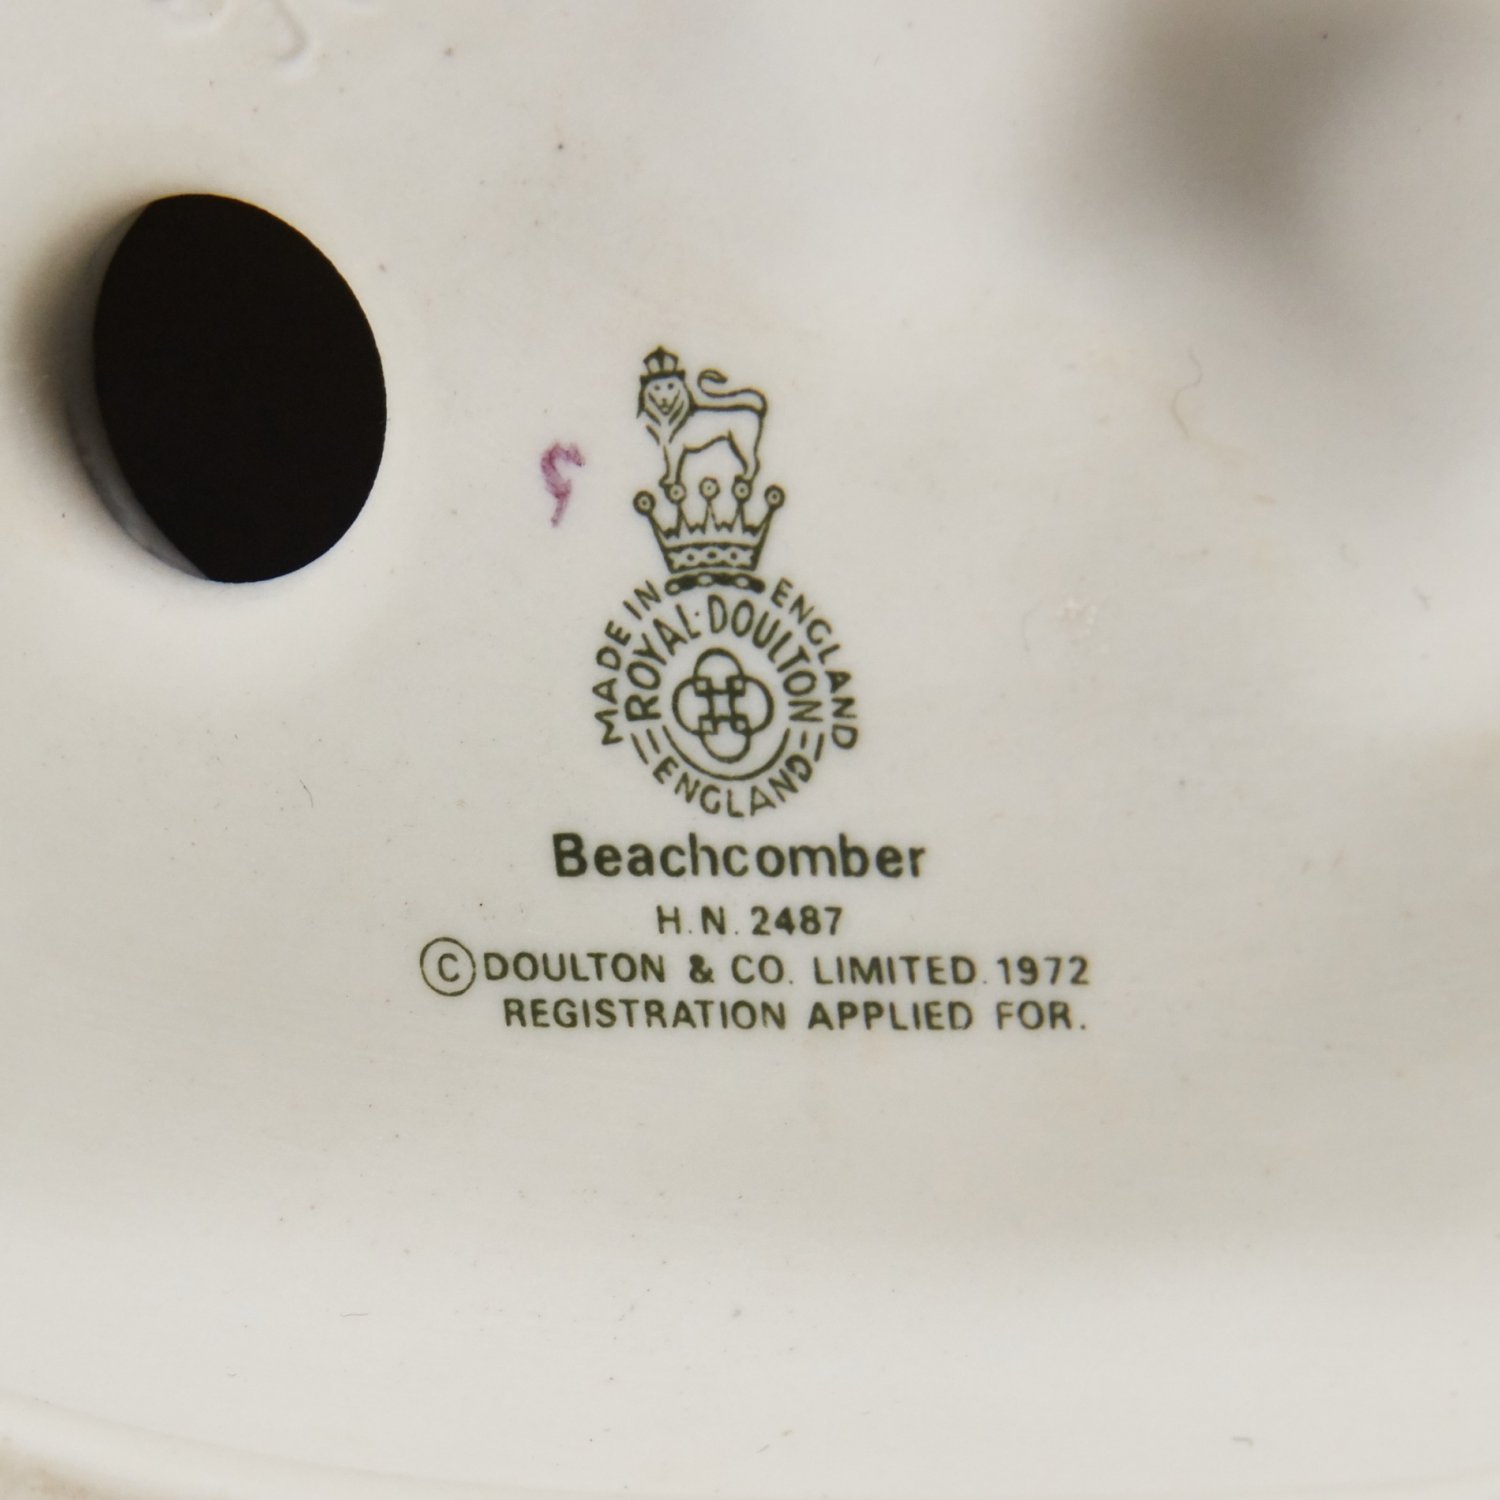 MADE IN ENGLAND
ROYAL·DOULTON
ENGLAND
Beachcomber
H.N. 2487
© DOULTON & CO. LIMITED. 1972
REGISTRATION APPLIED FOR.